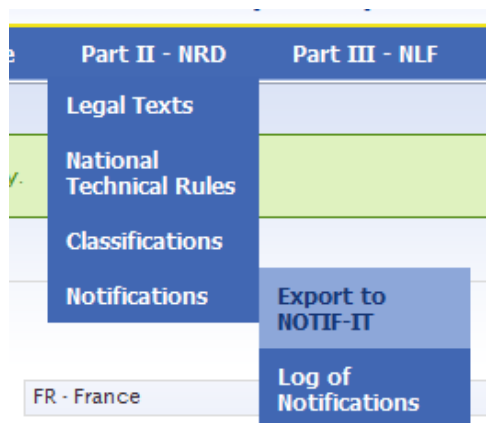 Part II - NRD Part III - NLF
Legal Texts
National
Technical Rules
Classifications
Notifications
Export to
NOTIF-IT
Log of
Notifications
FR - France